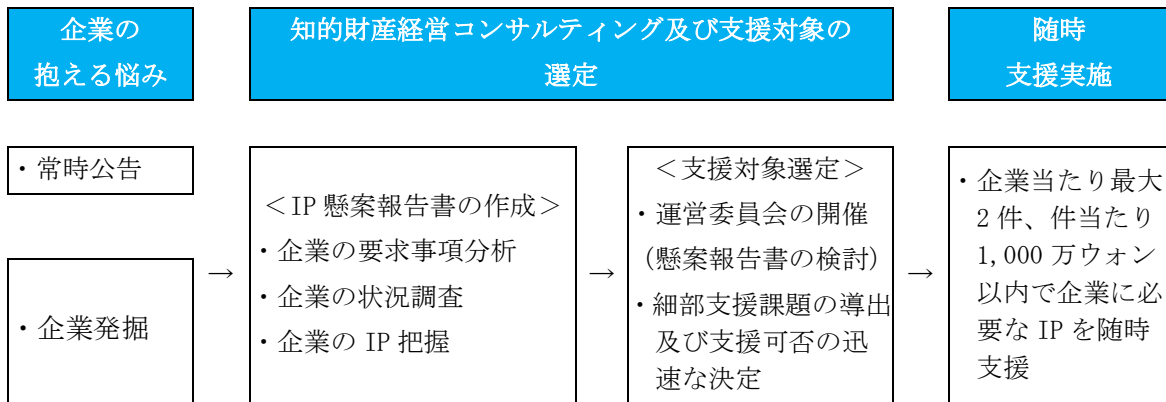 企業の
抱える悩み
知的財産経営コンサルティング及び支援対象の
選定
随時
支援実施
・常時公告
・企業発掘
→
＜IP 懸案報告書の作成＞
・企業の要求事項分析
・企業の状況調査
・企業の IP 把握
→
＜支援対象選定＞
・運営委員会の開催
(懸案報告書の検討)
・細部支援課題の導出
及び支援可否の迅
速な決定
→
・企業当たり最大
2 件、件当たり
1,000 万ウォン
以内で企業に必
要な IP を随時
支援